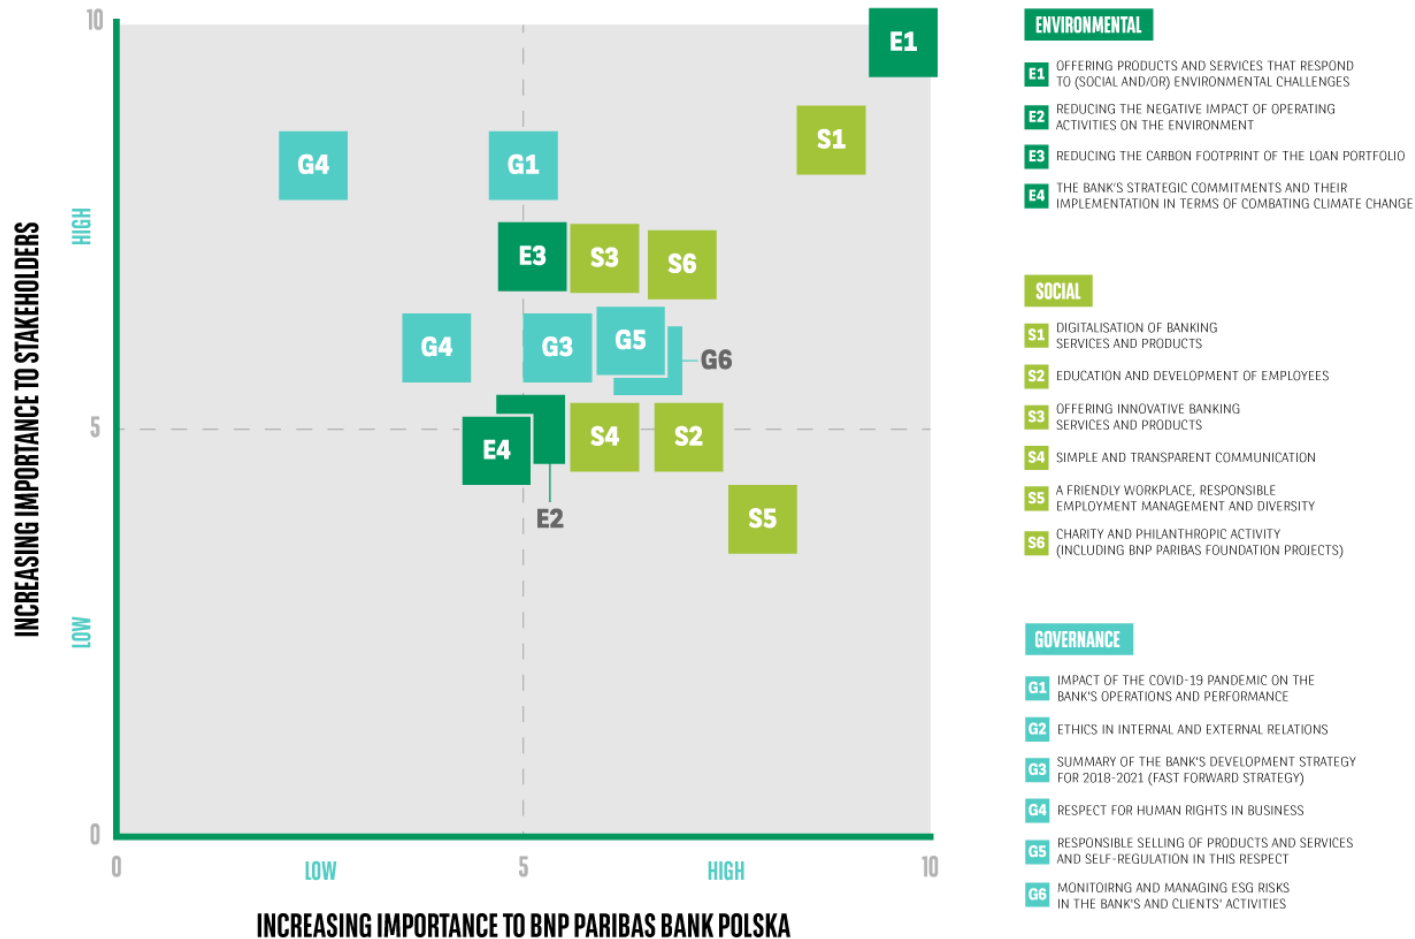 10
HIGH
5
LOW
0
INCREASING IMPORTANCE TO STAKEHOLDERS
E1
S1
G4
G1
E3
S3
S6
G4
G3
G5
G6
E4
S4
S2
E2
S5
0
LOW
5
HIGH
10
INCREASING IMPORTANCE TO BNP PARIBAS BANK POLSKA
ENVIRONMENTAL
E1 OFFERING PRODUCTS AND SERVICES THAT RESPOND
TO (SOCIAL AND/OR) ENVIRONMENTAL CHALLENGES
E2 REDUCING THE NEGATIVE IMPACT OF OPERATING
ACTIVITIES ON THE ENVIRONMENT
E3 REDUCING THE CARBON FOOTPRINT OF THE LOAN PORTFOLIO
E4 THE BANK'S STRATEGIC COMMITMENTS AND THEIR
IMPLEMENTATION IN TERMS OF COMBATING CLIMATE CHANGE
SOCIAL
S1 DIGITALISATION OF BANKING
SERVICES AND PRODUCTS
S2 EDUCATION AND DEVELOPMENT OF EMPLOYEES
S3 OFFERING INNOVATIVE BANKING
SERVICES AND PRODUCTS
S4 SIMPLE AND TRANSPARENT COMMUNICATION
S5 A FRIENDLY WORKPLACE, RESPONSIBLE
EMPLOYMENT MANAGEMENT AND DIVERSITY
S6 CHARITY AND PHILANTHROPIC ACTIVITY
(INCLUDING BNP PARIBAS FOUNDATION PROJECTS)
GOVERNANCE
G1 IMPACT OF THE COVID-19 PANDEMIC ON THE
BANK'S OPERATIONS AND PERFORMANCE
G2 ETHICS IN INTERNAL AND EXTERNAL RELATIONS
G3 SUMMARY OF THE BANK'S DEVELOPMENT STRATEGY
FOR 2018-2021 (FAST FORWARD STRATEGY)
G4 RESPECT FOR HUMAN RIGHTS IN BUSINESS
G5 RESPONSIBLE SELLING OF PRODUCTS AND SERVICES
AND SELF-REGULATION IN THIS RESPECT
G6 MONITOIRNG AND MANAGING ESG RISKS
IN THE BANK'S AND CLIENTS' ACTIVITIES